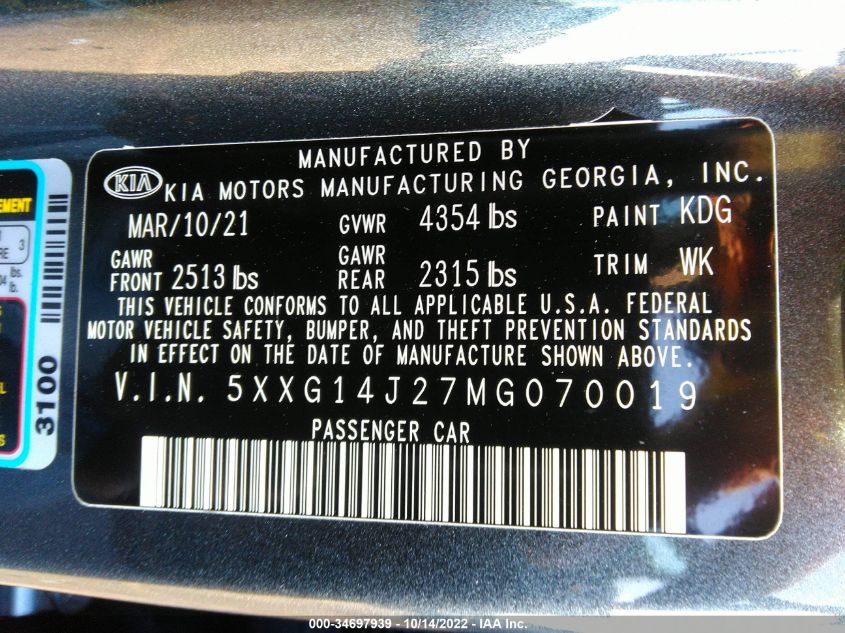 MANUFACTURED BY
KIA KIA MOTORS MANUFACTURING GEORGIA, INC.
MAR/10/21 GVWR 4354 lbs PAINT KDG
GAWR FRONT 2513 lbs GAWR REAR 2315 lbs TRIM WK
THIS VEHICLE CONFORMS TO ALL APPLICABLE U.S.A. FEDERAL
MOTOR VEHICLE SAFETY, BUMPER, AND THEFT PREVENTION STANDARDS
IN EFFECT ON THE DATE OF MANUFACTURE SHOWN ABOVE.
V.I.N. 5XXG14J27MG070019
PASSENGER CAR
3100
000-34697939 - 10/14/2022 - IAA Inc.